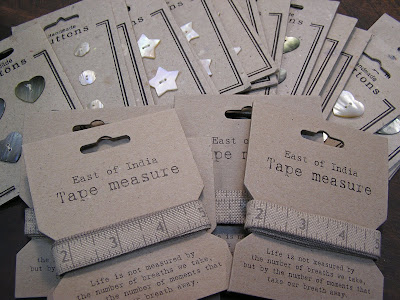 uttons
East of India
Tape measure
2 3 4 5
Life is not measured by
the number of breaths we take,
but by the number of moments that
our breath away.
East of India
Tape measure
2 3 4 5
Life is not measured by
the number of breaths we take,
but by the number of moments that
take our breath away.